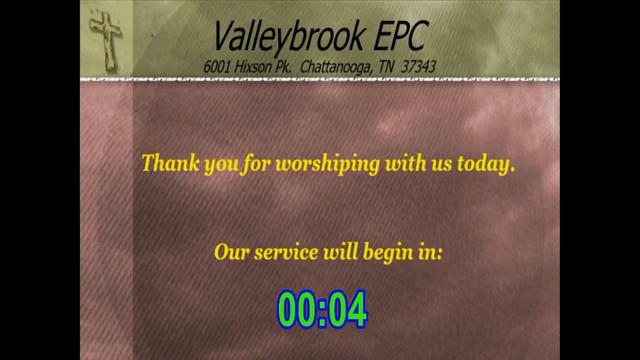 Valleybrook EPC
6001 Hixson Pk. Chattanooga, TN 37343
Thank you for worshiping with us today.
Our service will begin in:
00:04